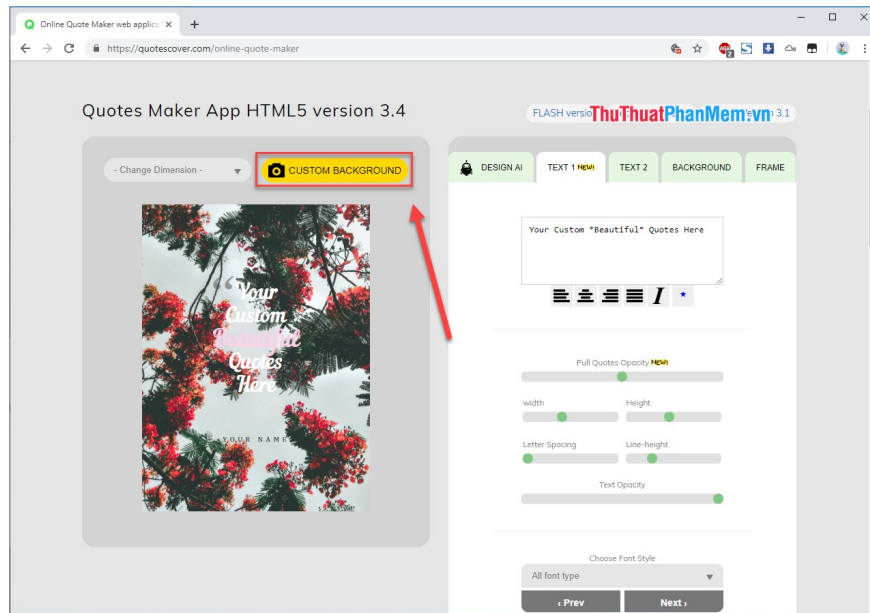 Online Quote Maker web applica
https://quotescover.com/online-quote-maker
Quotes Maker App HTML5 version 3.4
FLASH versio
ThuThuatPhanMem.vn
3.1
- Change Dimension -
CUSTOM BACKGROUND
DESIGN AI
TEXT 1 NEW!
TEXT 2
BACKGROUND
FRAME
Your Custom *Beautiful* Quotes Here
I
Your
Custom
Beautiful
Quotes
Here
YOUR NAME
Pull Quotes Opacity NEW!
width
Height
Letter Spacing
Line-height
Text Opacity
Choose Font Style
All font type
‹ Prev
Next ›